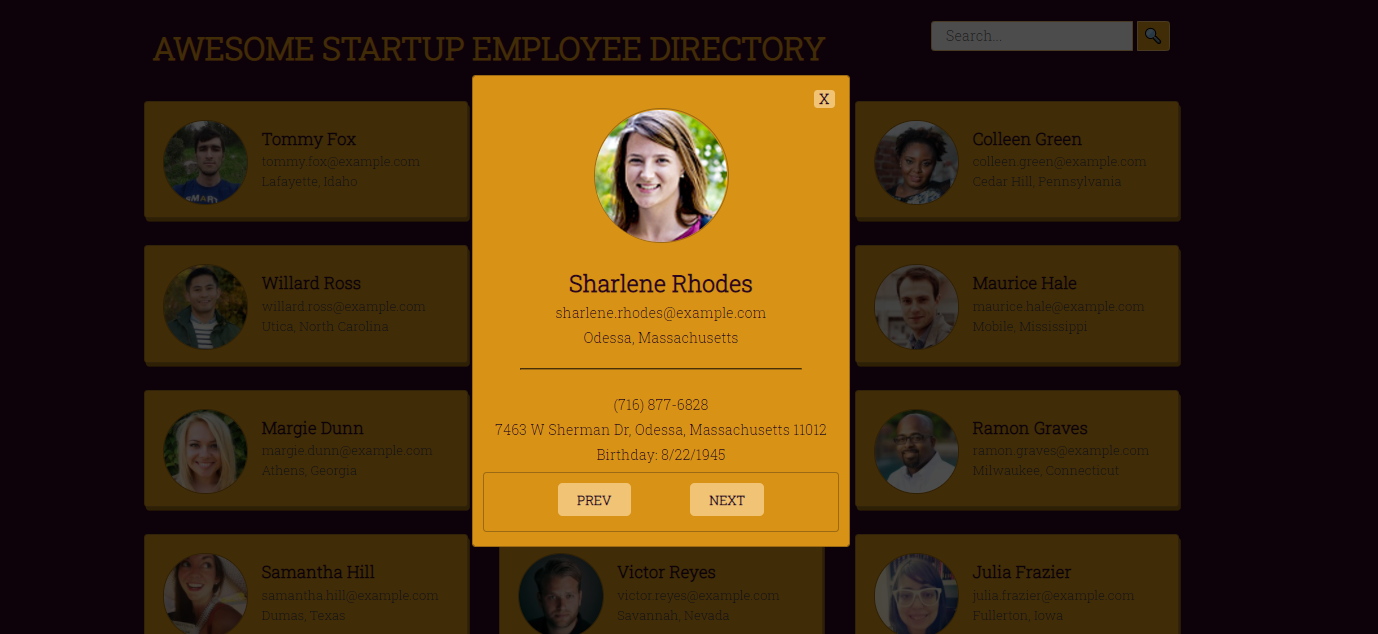 AWESOME STARTUP EMPLOYEE DIRECTORY
Search...
X
Tommy Fox
tommy.fox@example.com
Lafayette, Idaho
Colleen Green
colleen.green@example.com
Cedar Hill, Pennsylvania
Sharlene Rhodes
sharlene.rhodes@example.com
Odessa, Massachusetts
(716) 877-6828
7463 W Sherman Dr, Odessa, Massachusetts 11012
Birthday: 8/22/1945
PREV
NEXT
Willard Ross
willard.ross@example.com
Utica, North Carolina
Maurice Hale
maurice.hale@example.com
Mobile, Mississippi
Margie Dunn
margie.dunn@example.com
Athens, Georgia
Ramon Graves
ramon.graves@example.com
Milwaukee, Connecticut
Samantha Hill
samantha.hill@example.com
Dumas, Texas
Victor Reyes
victor.reyes@example.com
Savannah, Nevada
Julia Frazier
julia.frazier@example.com
Fullerton, Iowa